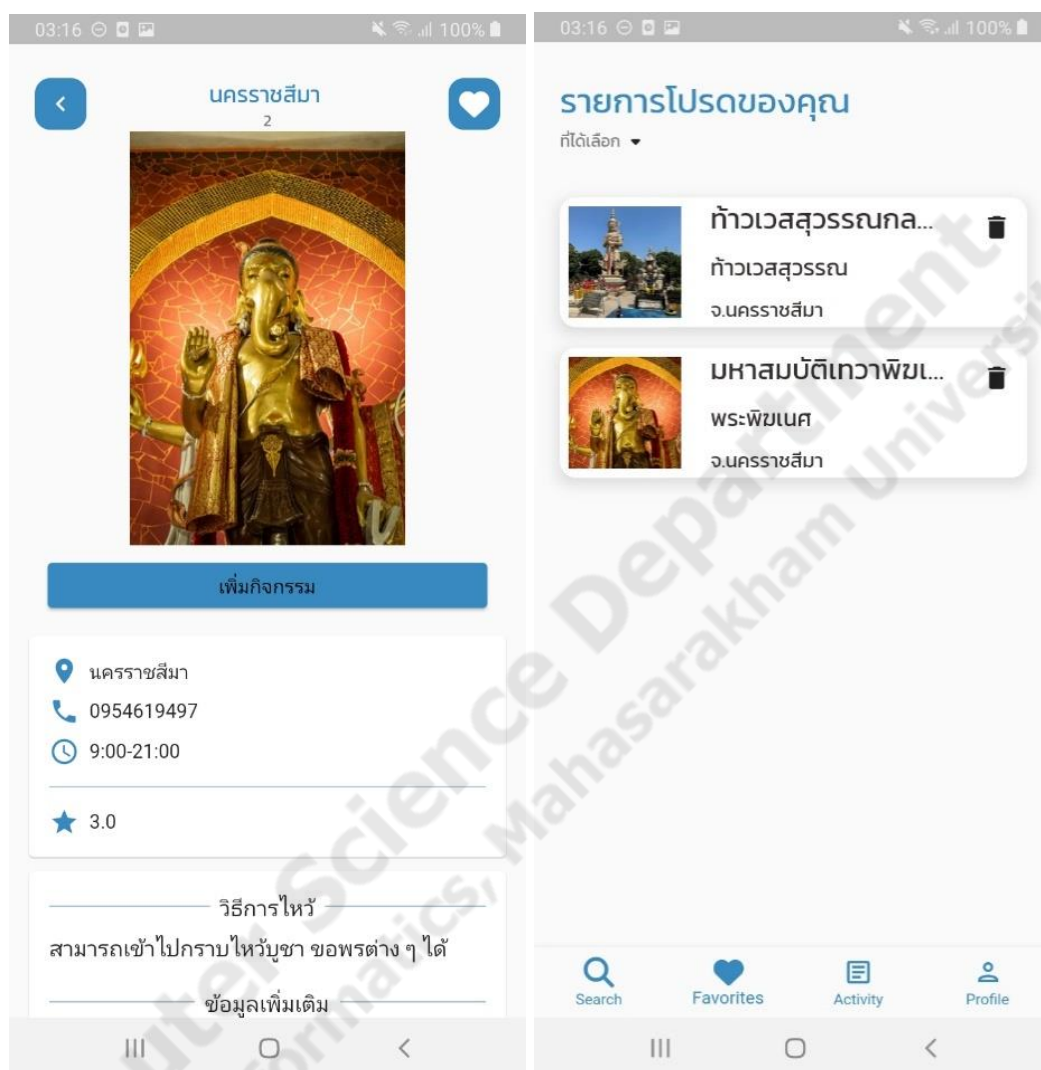 03:16
100%
นครราชสีมา
2
เพิ่มกิจกรรม
นครราชสีมา
0954619497
9:00-21:00
3.0
วิธีการไหว้
สามารถเข้าไปกราบไหว้บูชา ขอพรต่าง ๆ ได้
ข้อมูลเพิ่มเติม
03:16
100%
รายการโปรดของคุณ
ที่ได้เลือก
ท้าวเวสสุวรรณกล...
ท้าวเวสสุวรรณ
จ.นครราชสีมา
มหาสมบัติเทวาพิฆเ...
พระพิฆเนศ
จ.นครราชสีมา
Search
Favorites
Activity
Profile
uter Science Department
formatics, Mahasarakham Universi